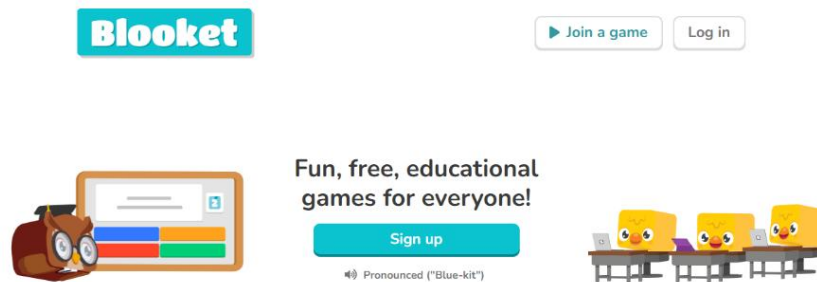 Blooket
Join a game
Log in
Fun, free, educational
games for everyone!
Sign up
Pronounced ("Blue-kit")